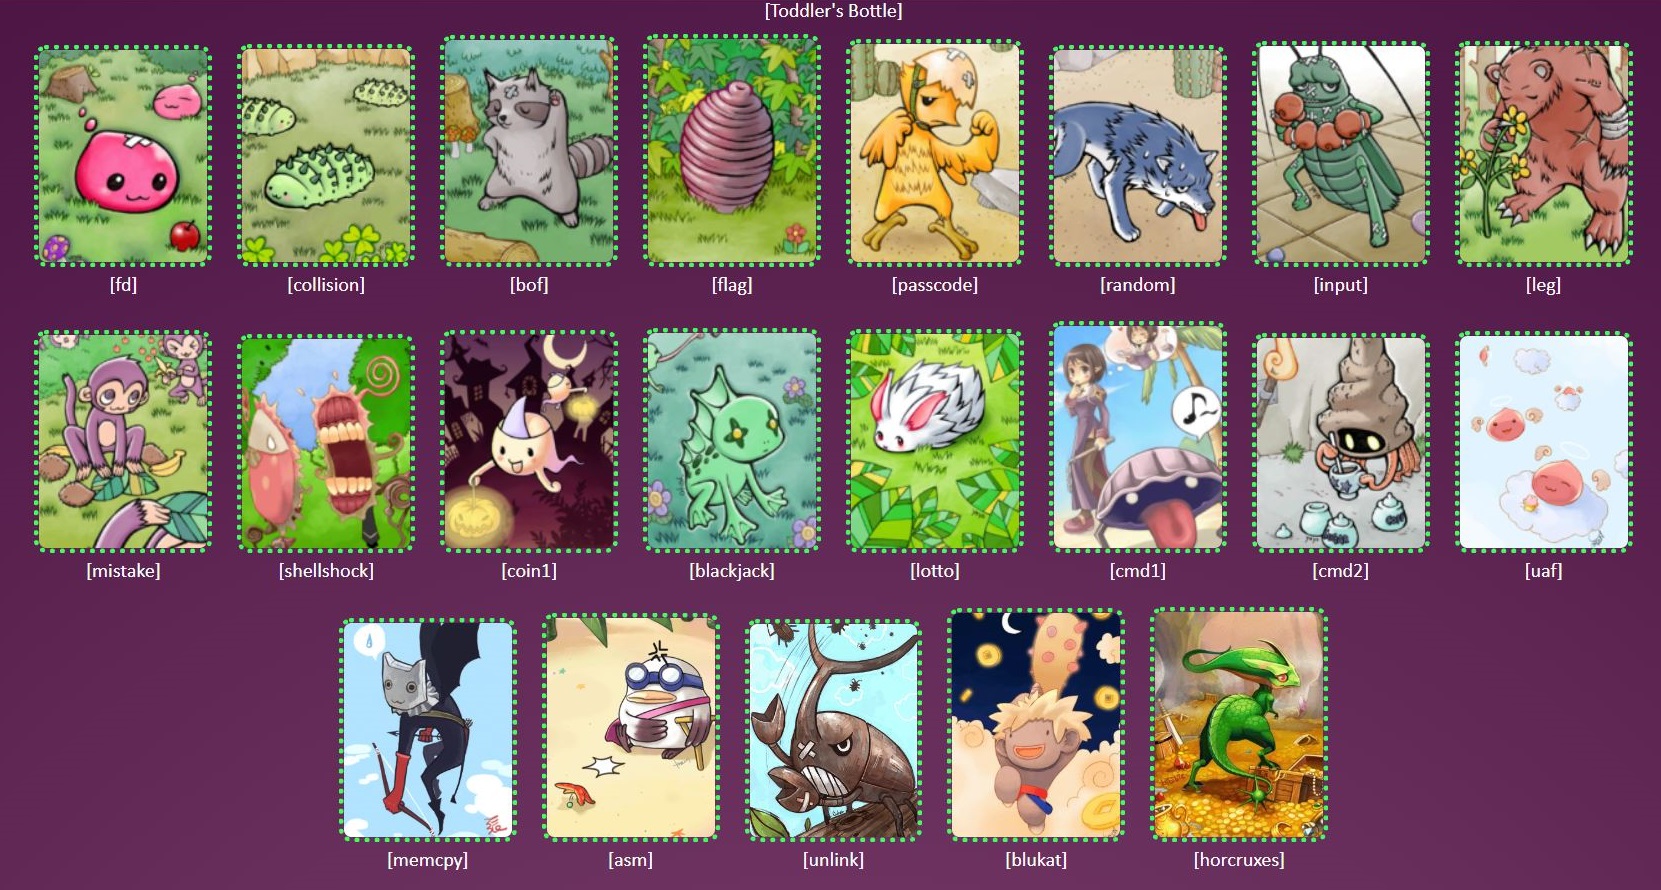 [Toddler's Bottle]
[fd] [collision] [bof] [flag] [passcode] [random] [input] [leg]
[mistake] [shellshock] [coin1] [blackjack] [lotto] [cmd1] [cmd2] [uaf]
[memcpy] [asm] [unlink] [blukat] [horcruxes]